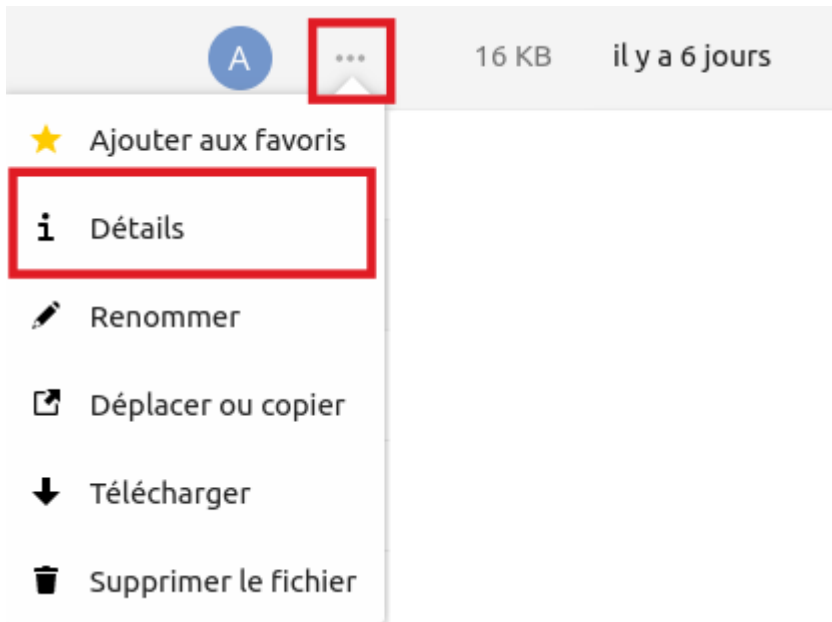 A ... 16 KB il y a 6 jours
Ajouter aux favoris
i Détails
Renommer
Déplacer ou copier
Télécharger
Supprimer le fichier